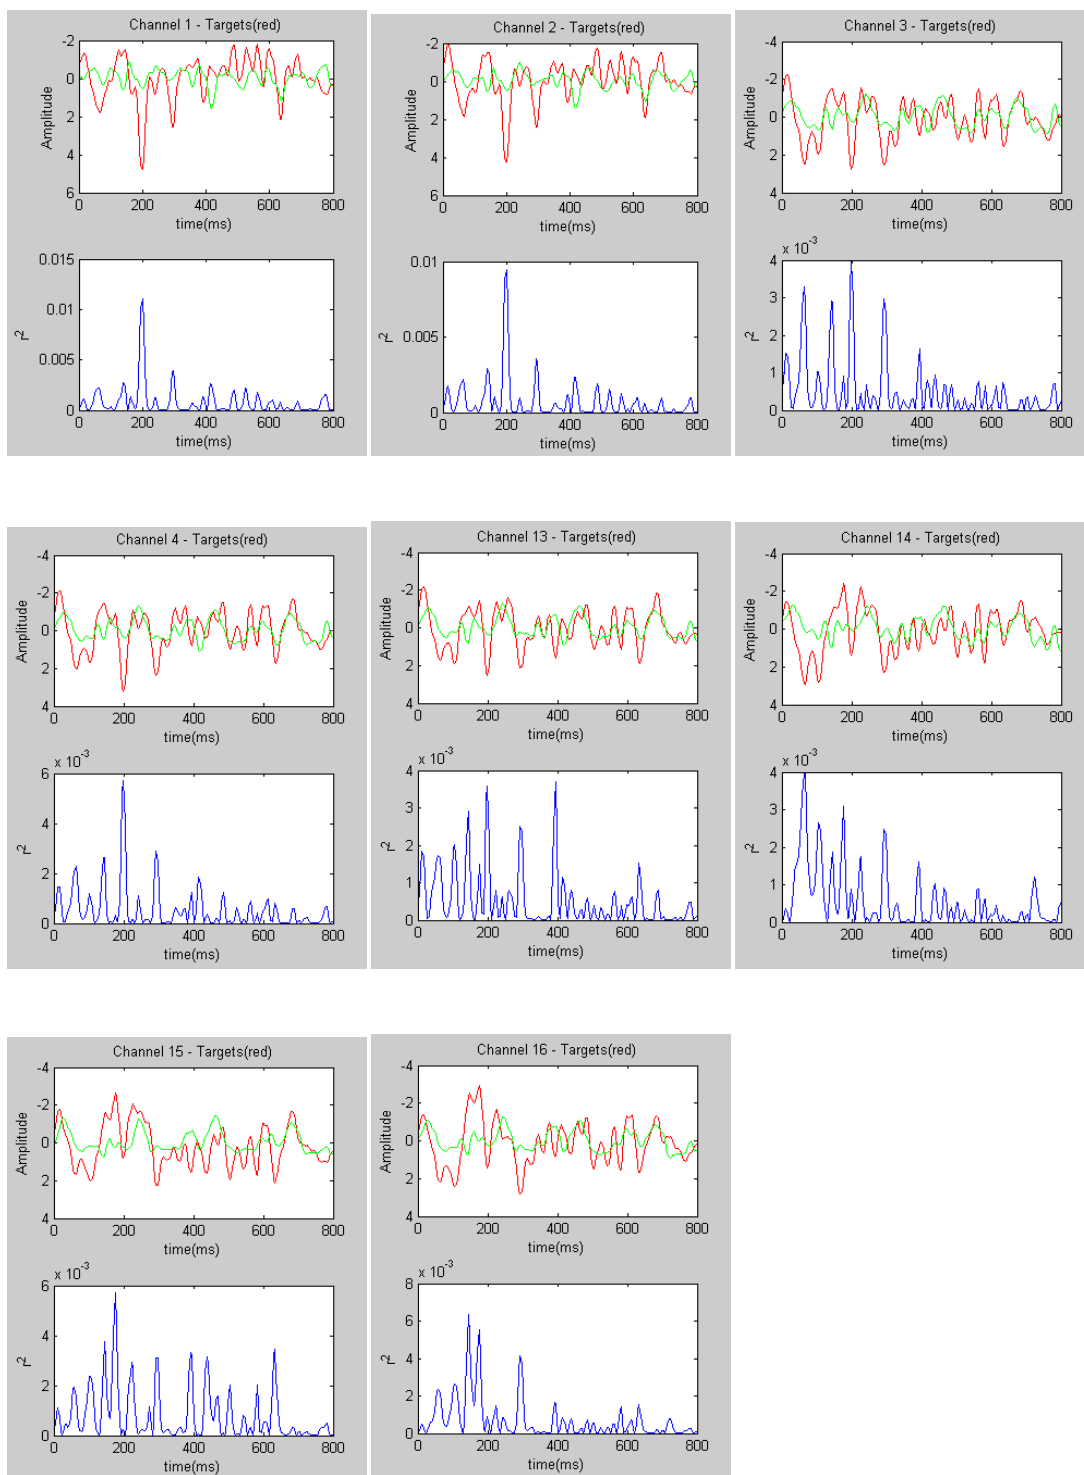 Channel 1 - Targets(red)
-2
0
2
4
6
Amplitude
0 200 400 600 800
time(ms)
0.015
0.01
0.005
0
r2
0 200 400 600 800
time(ms)
Channel 2 - Targets(red)
-2
0
2
4
6
Amplitude
0 200 400 600 800
time(ms)
0.01
0.005
0
r2
0 200 400 600 800
time(ms)
Channel 3 - Targets(red)
-4
-2
0
2
4
Amplitude
0 200 400 600 800
time(ms)
x 10-3
4
3
2
1
0
r2
0 200 400 600 800
time(ms)
Channel 4 - Targets(red)
-4
-2
0
2
4
Amplitude
0 200 400 600 800
time(ms)
x 10-3
6
4
2
0
r2
0 200 400 600 800
time(ms)
Channel 13 - Targets(red)
-4
-2
0
2
4
Amplitude
0 200 400 600 800
time(ms)
x 10-3
4
3
2
1
0
r2
0 200 400 600 800
time(ms)
Channel 14 - Targets(red)
-4
-2
0
2
4
Amplitude
0 200 400 600 800
time(ms)
x 10-3
4
3
2
1
0
r2
0 200 400 600 800
time(ms)
Channel 15 - Targets(red)
-4
-2
0
2
4
Amplitude
0 200 400 600 800
time(ms)
x 10-3
6
4
2
0
r2
0 200 400 600 800
time(ms)
Channel 16 - Targets(red)
-4
-2
0
2
4
Amplitude
0 200 400 600 800
time(ms)
x 10-3
8
6
4
2
0
r2
0 200 400 600 800
time(ms)